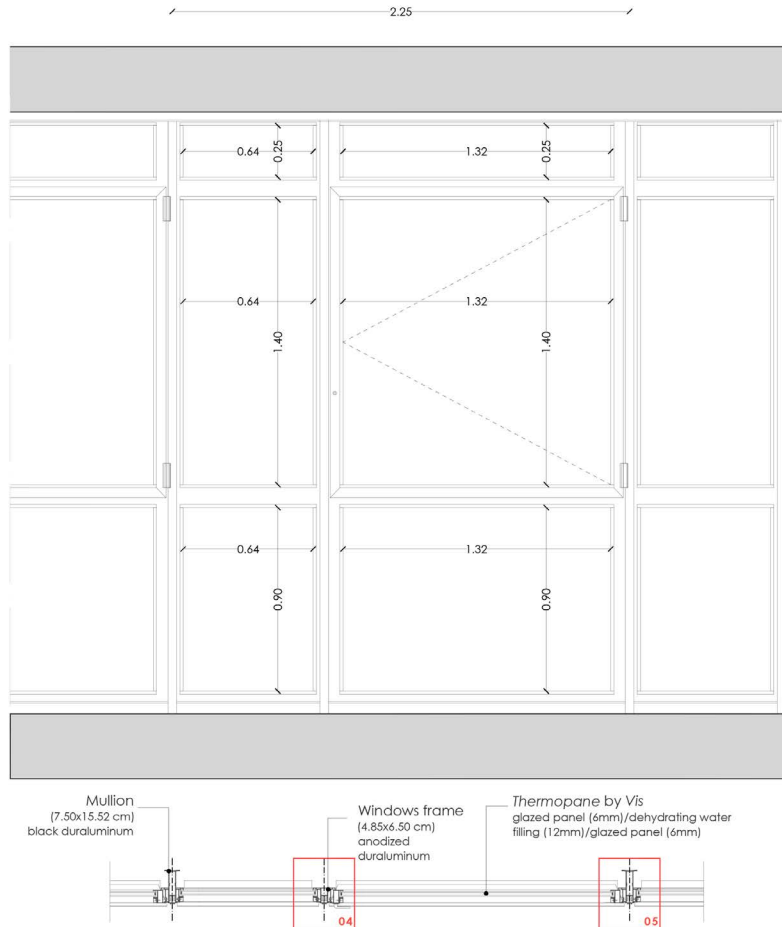 2.25
0.64
0.25
1.32
0.25
0.64
1.40
1.32
1.40
0.64
0.90
1.32
0.90
Mullion
(7.50x15.52 cm)
black duraluminum
Windows frame
(4.85x6.50 cm)
anodized
duraluminum
Thermopane by Vis
glazed panel (6mm)/dehydrating water
filling (12mm)/glazed panel (6mm)
04
05